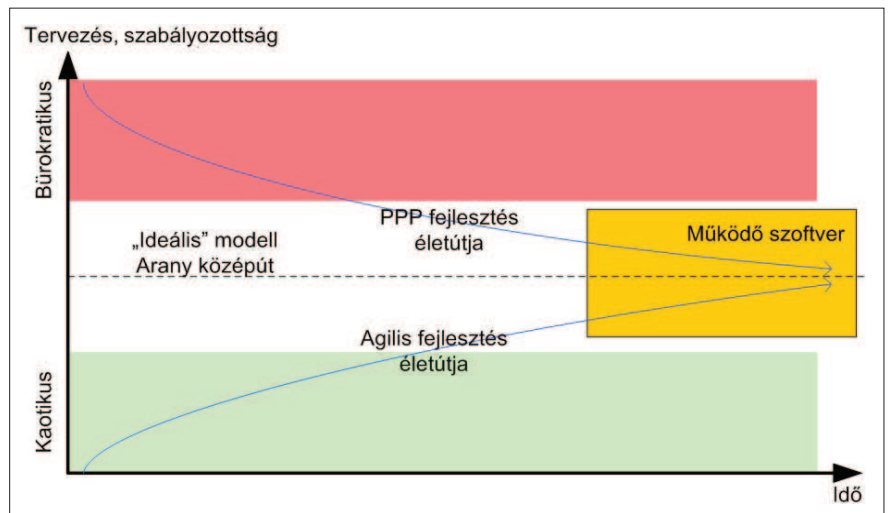 Tervezés, szabályozottság
Bürokratikus
PPP fejlesztés
életútja
Működő szoftver
„Ideális” modell
Arany középút
Agilis fejlesztés
életútja
Kaotikus
Idő